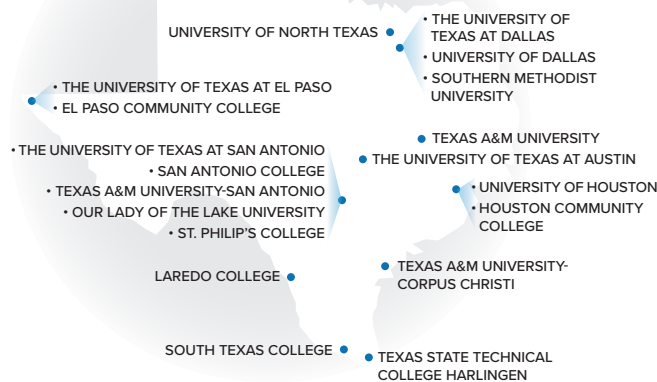 UNIVERSITY OF NORTH TEXAS
• THE UNIVERSITY OF
TEXAS AT DALLAS
• UNIVERSITY OF DALLAS
• SOUTHERN METHODIST
UNIVERSITY
• THE UNIVERSITY OF TEXAS AT EL PASO
• EL PASO COMMUNITY COLLEGE
TEXAS A&M UNIVERSITY
THE UNIVERSITY OF TEXAS AT AUSTIN
• THE UNIVERSITY OF TEXAS AT SAN ANTONIO
• SAN ANTONIO COLLEGE
• TEXAS A&M UNIVERSITY-SAN ANTONIO
• OUR LADY OF THE LAKE UNIVERSITY
• ST. PHILIP'S COLLEGE
• UNIVERSITY OF HOUSTON
• HOUSTON COMMUNITY
COLLEGE
LAREDO COLLEGE
TEXAS A&M UNIVERSITY-
CORPUS CHRISTI
SOUTH TEXAS COLLEGE
TEXAS STATE TECHNICAL
COLLEGE HARLINGEN